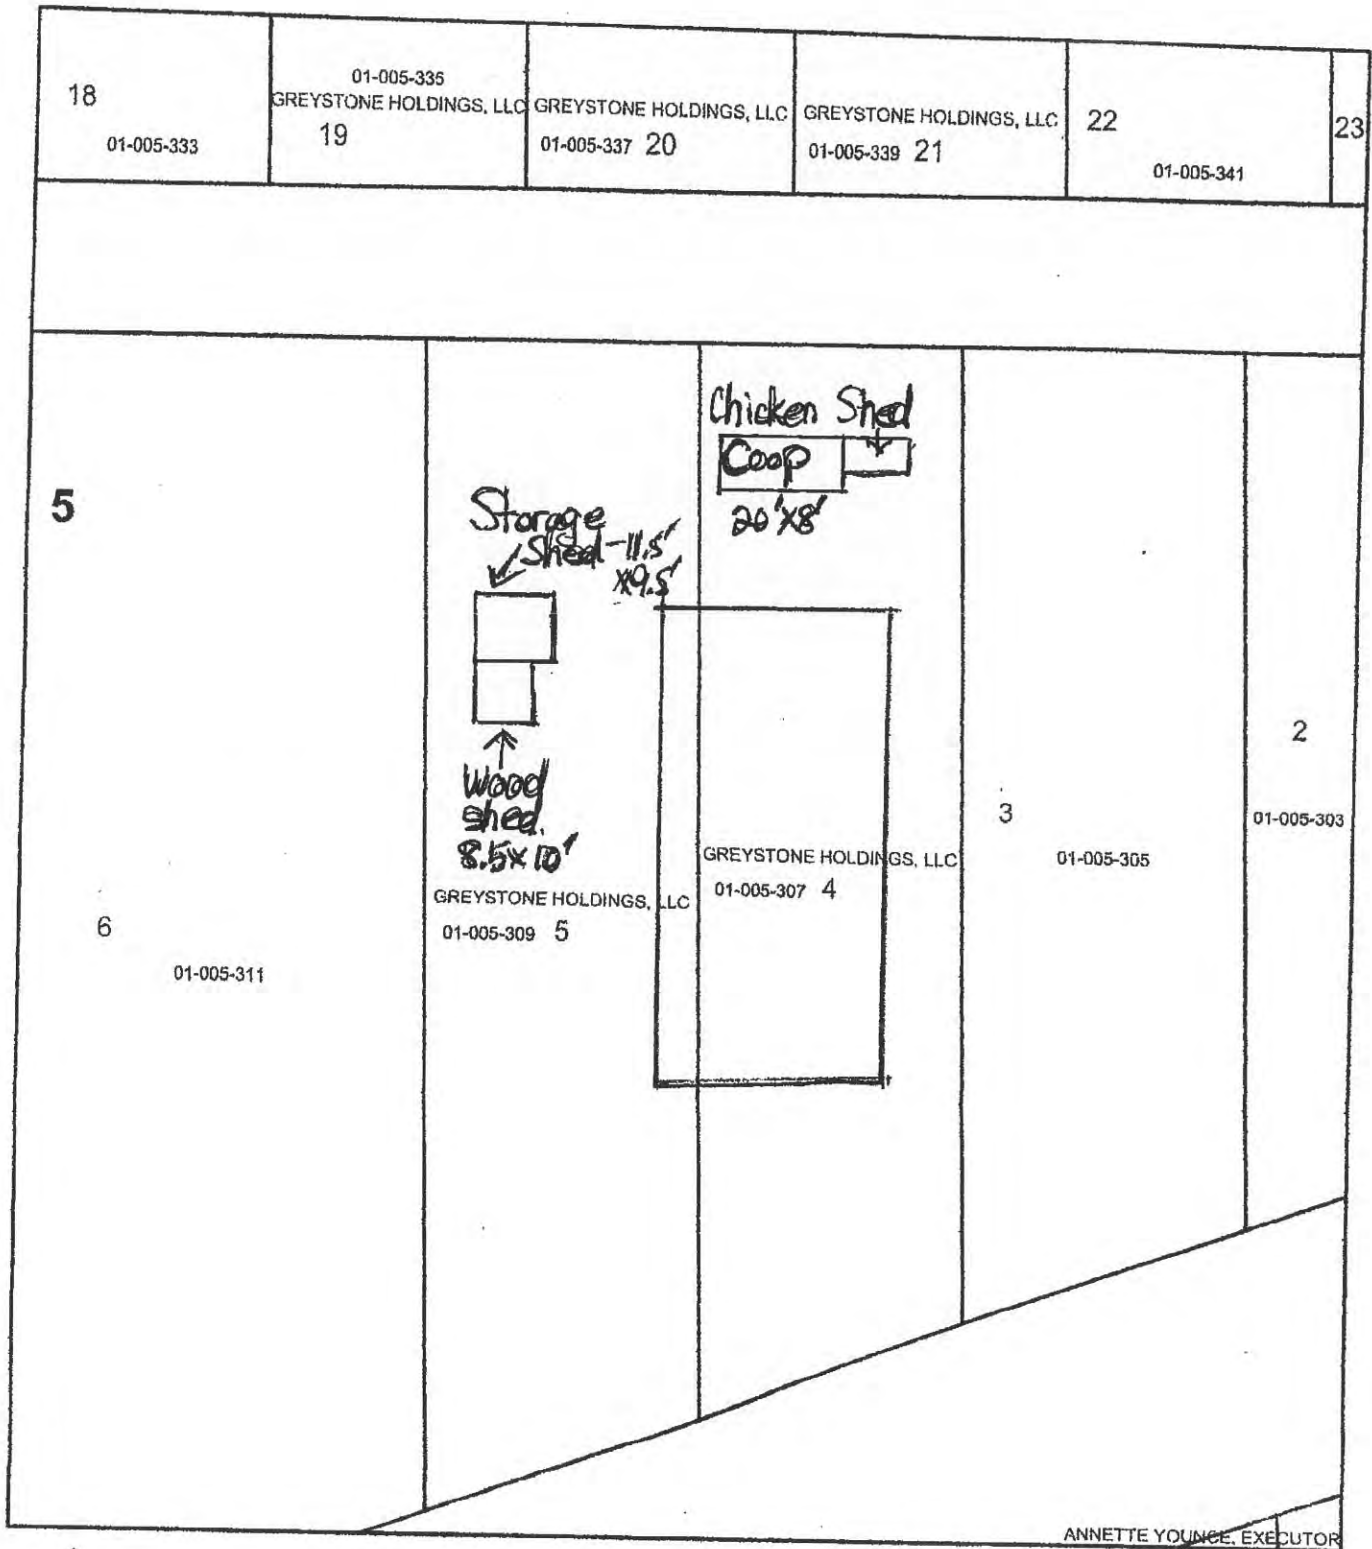 18
01-005-333
01-005-335
GREYSTONE HOLDINGS, LLC
19
GREYSTONE HOLDINGS, LLC
01-005-337 20
GREYSTONE HOLDINGS, LLC
01-005-339 21
22
01-005-341
23
5
Storage
Shed - 11.5'
x9.5'
Wood
shed.
8.5x10'
Chicken Shed
Coop
20'x8'
6
01-005-311
GREYSTONE HOLDINGS, LLC
01-005-309 5
GREYSTONE HOLDINGS, LLC
01-005-307 4
3
01-005-305
2
01-005-303
ANNETTE YOUNCE, EXECUTOR